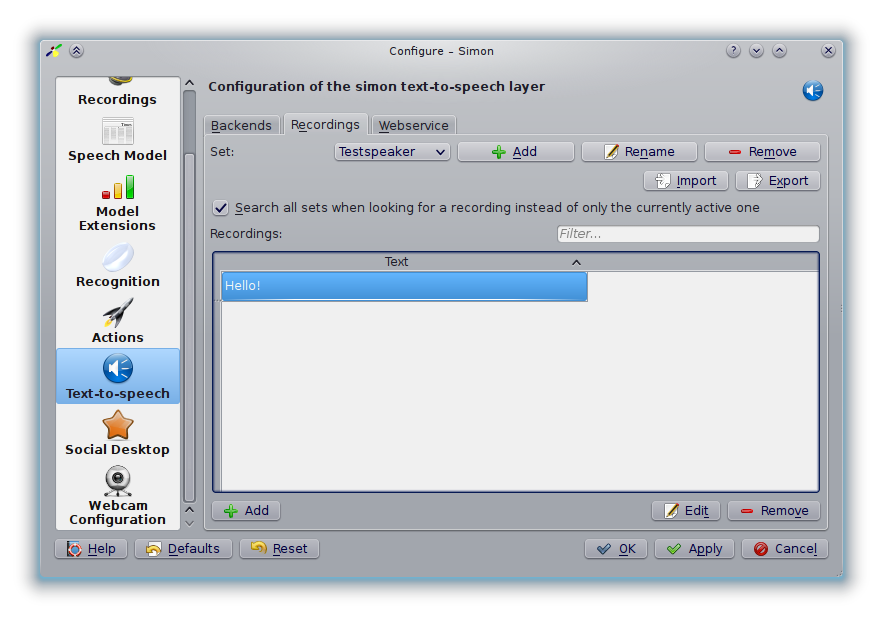 Configure – Simon
Recordings
Speech Model
Model
Extensions
Recognition
Actions
Text-to-speech
Social Desktop
Webcam
Configuration
Configuration of the simon text-to-speech layer
Backends Recordings Webservice
Set: Testspeaker Add Rename Remove
Import Export
Search all sets when looking for a recording instead of only the currently active one
Recordings: Filter...
Text
Hello!
Add Edit Remove
Help Defaults Reset OK Apply Cancel